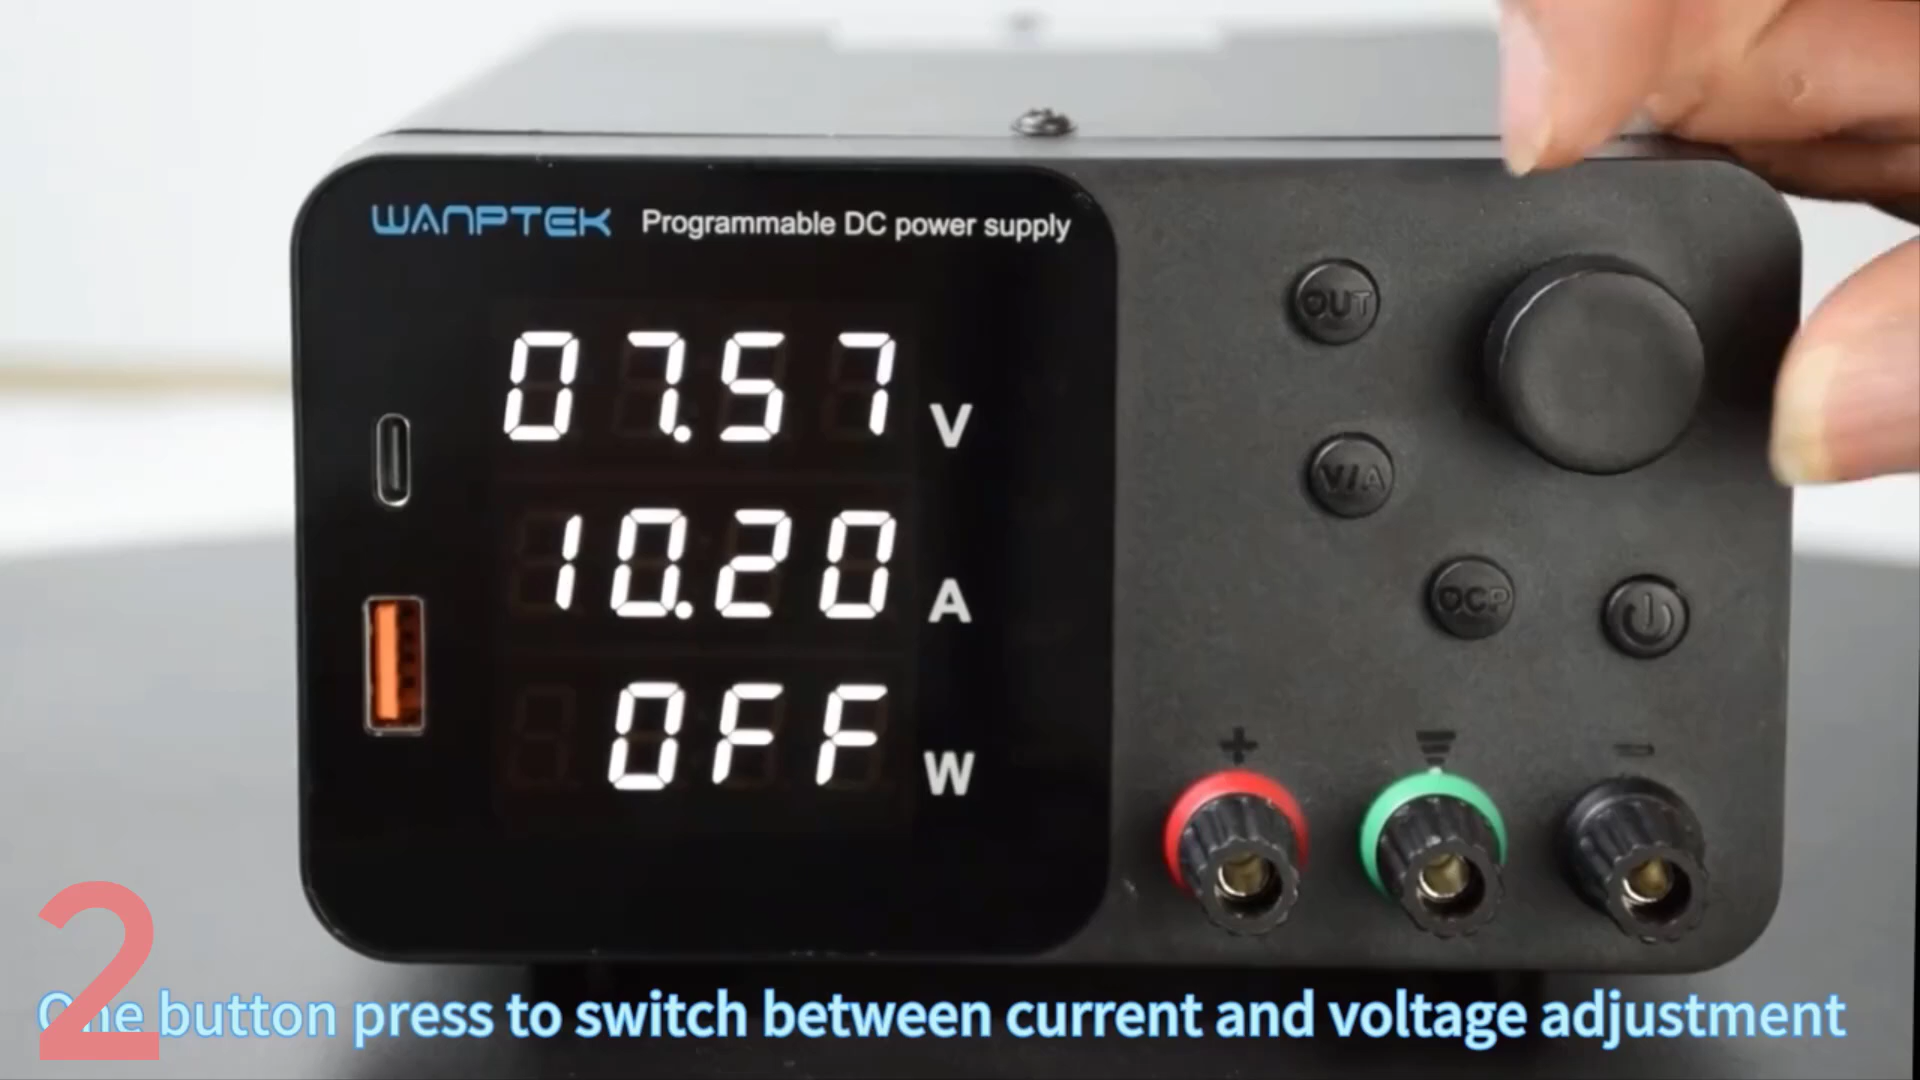 WANPTEK Programmable DC power supply
07.57 V
10.20 A
OFF W
OUT
V/A
OCP
+
-
2
One button press to switch between current and voltage adjustment